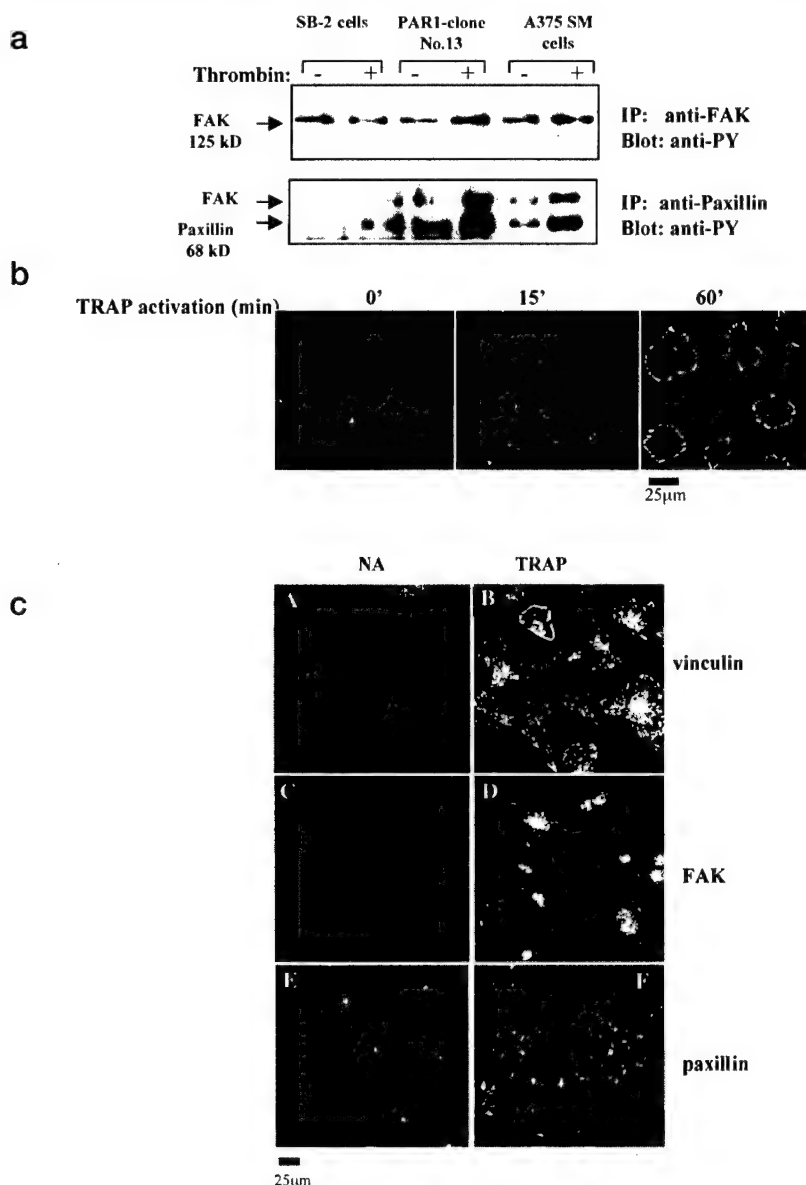 a
SB-2 cells
PAR1-clone
No.13
A375 SM
cells
Thrombin: - + - + - +
FAK
125 kD
IP: anti-FAK
Blot: anti-PY
FAK
Paxillin
68 kD
IP: anti-Paxillin
Blot: anti-PY
b
TRAP activation (min)
0' 15' 60'
25μm
c
NA TRAP
A B
vinculin
C D
FAK
E F
paxillin
25μm